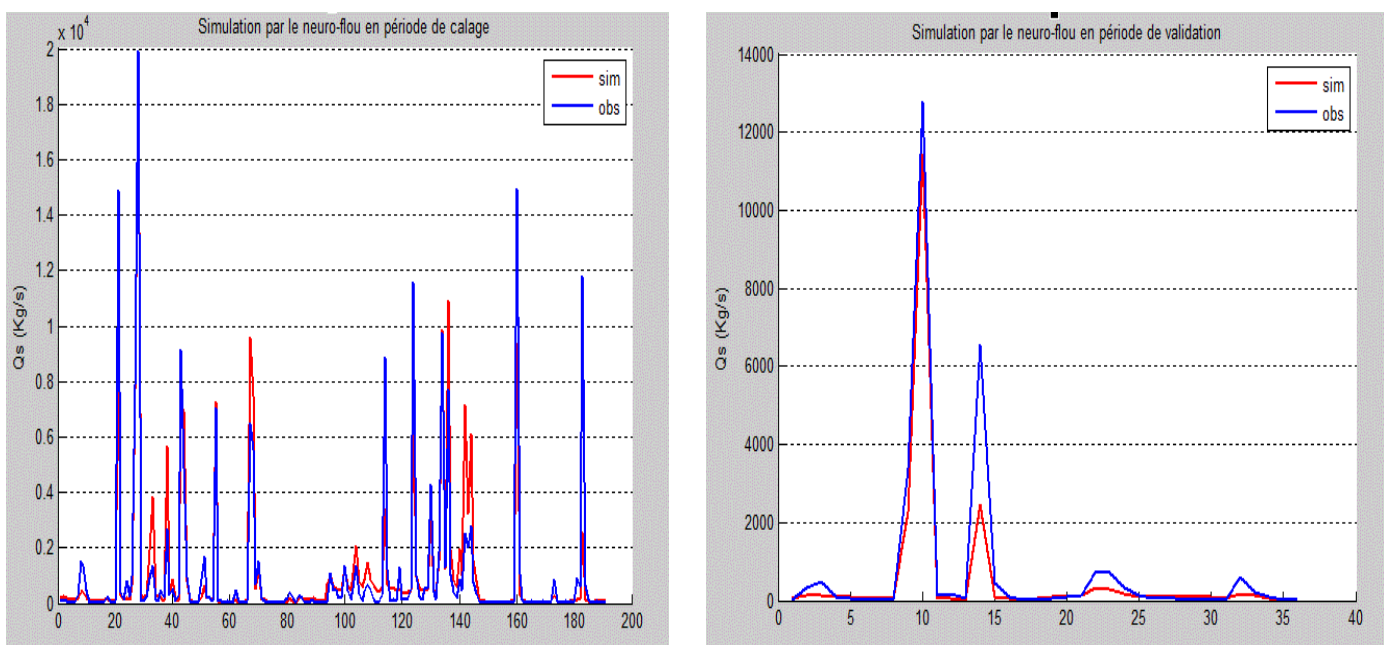 x 10⁴
Simulation par le neuro-flou en période de calage
2
1.8
1.6
1.4
1.2
1
0.8
0.6
0.4
0.2
0
Qs (Kg/s)
sim
obs
0 20 40 60 80 100 120 140 160 180 200
Simulation par le neuro-flou en période de validation
14000
12000
10000
8000
6000
4000
2000
0
Qs (Kg/s)
sim
obs
0 5 10 15 20 25 30 35 40